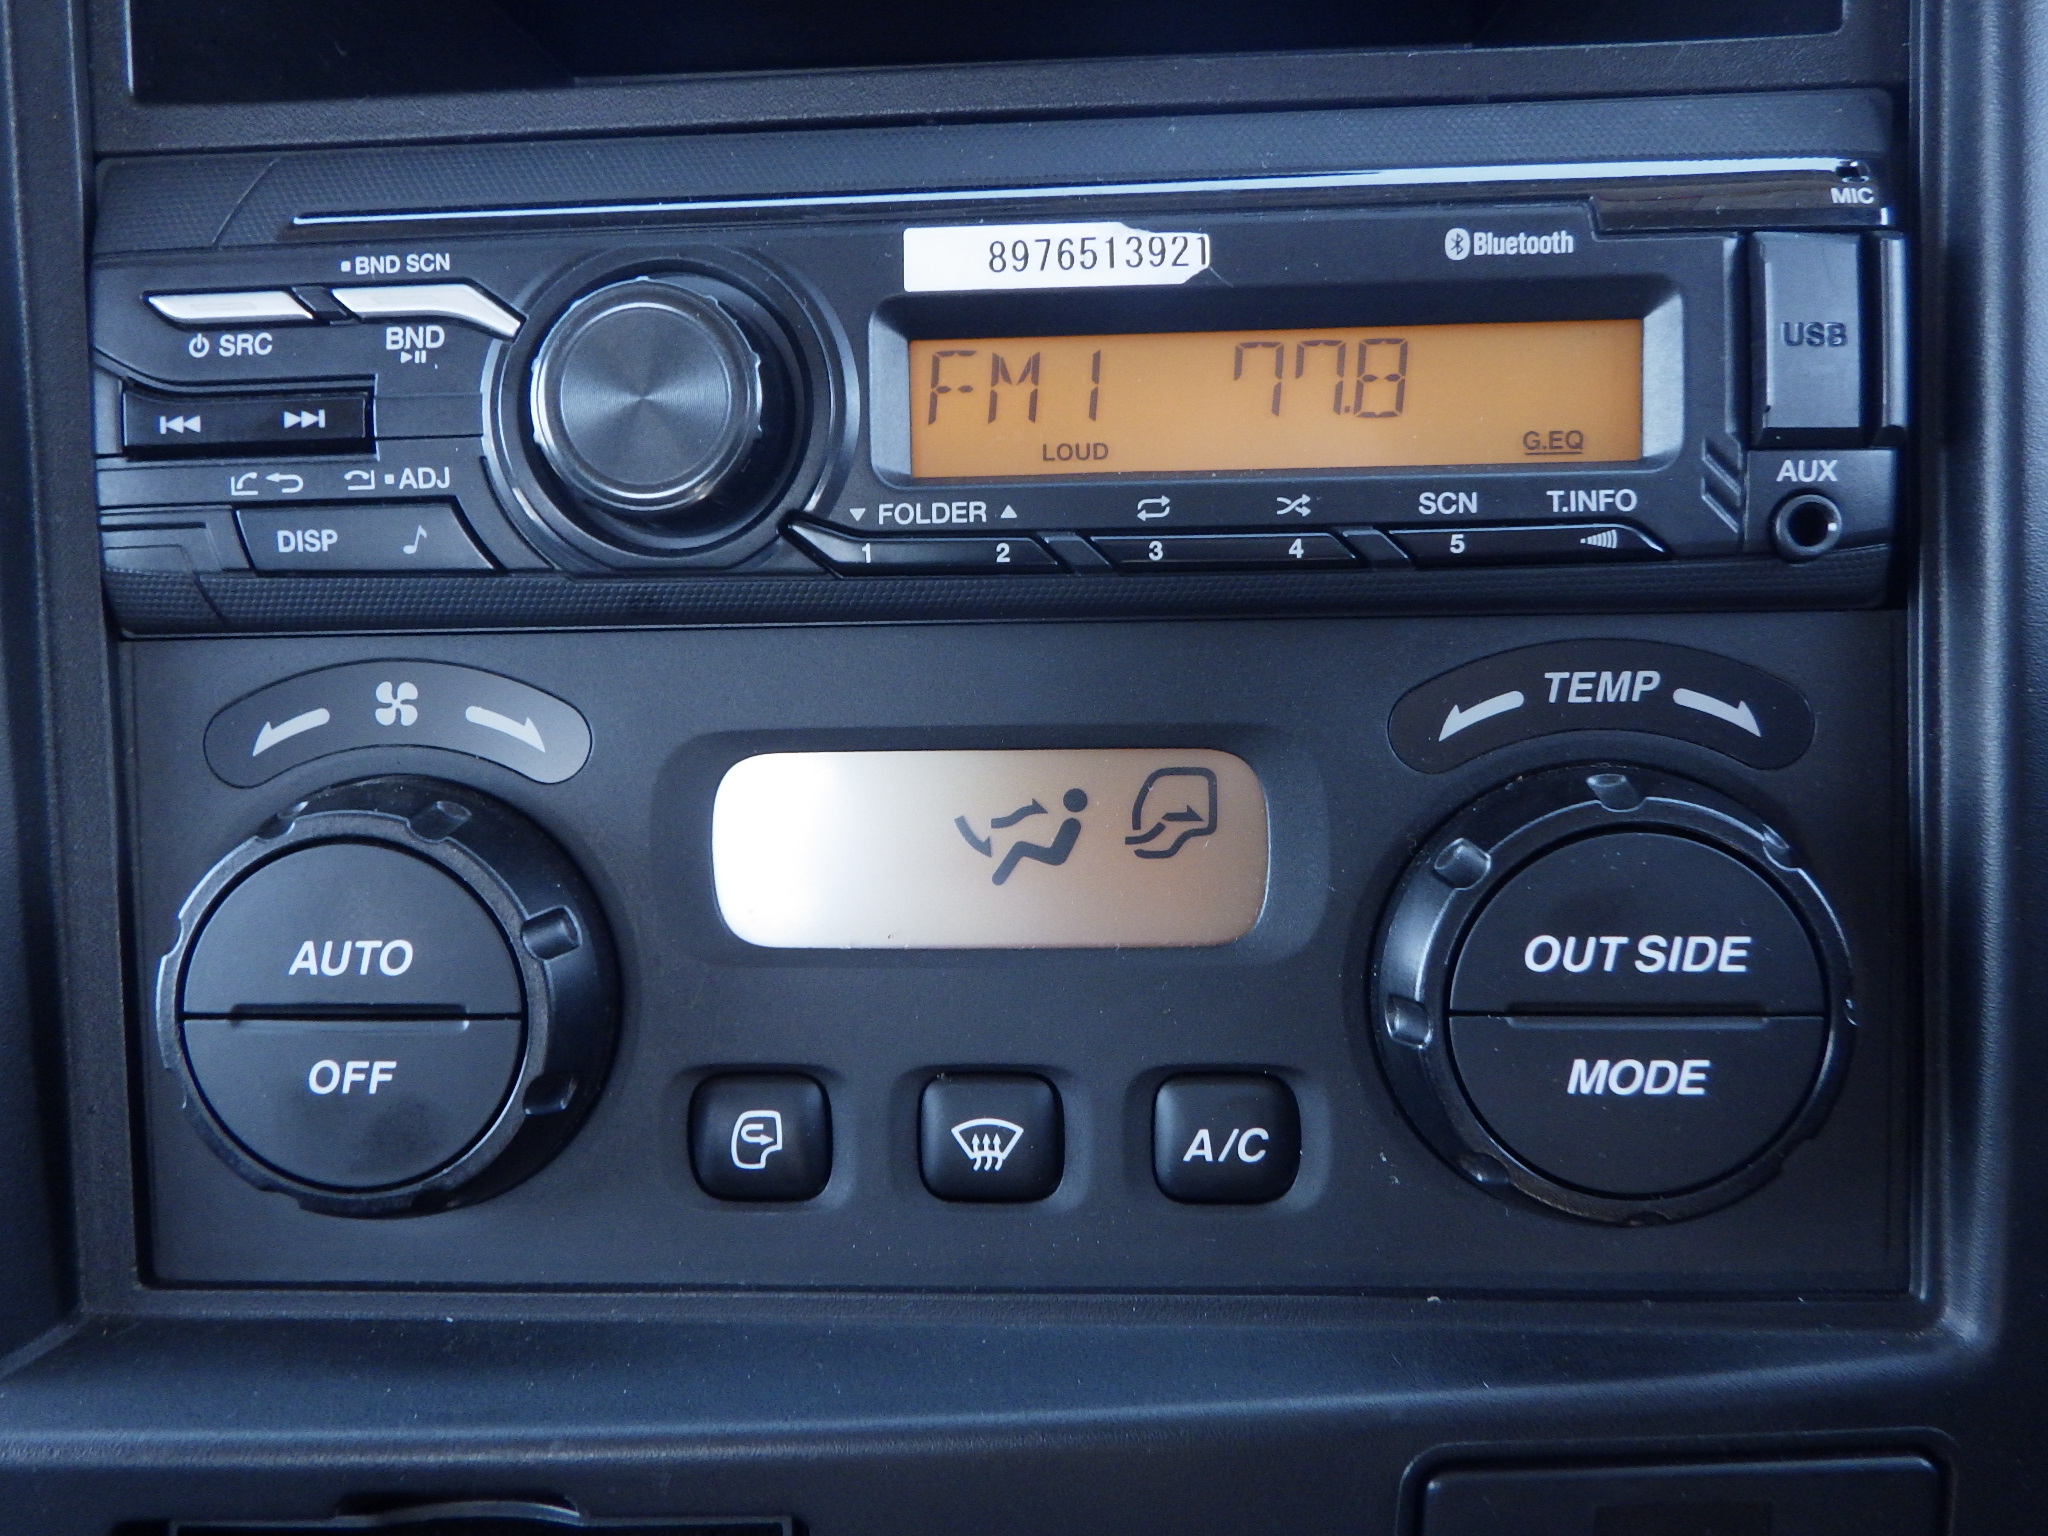 MIC
8976513921
Bluetooth
BND SCN
SRC
BND
USB
FM1 77.8
LOUD
G.EQ
ADJ
AUX
FOLDER
SCN
T.INFO
DISP
1
2
3
4
5
TEMP
AUTO
OFF
OUT SIDE
MODE
A/C